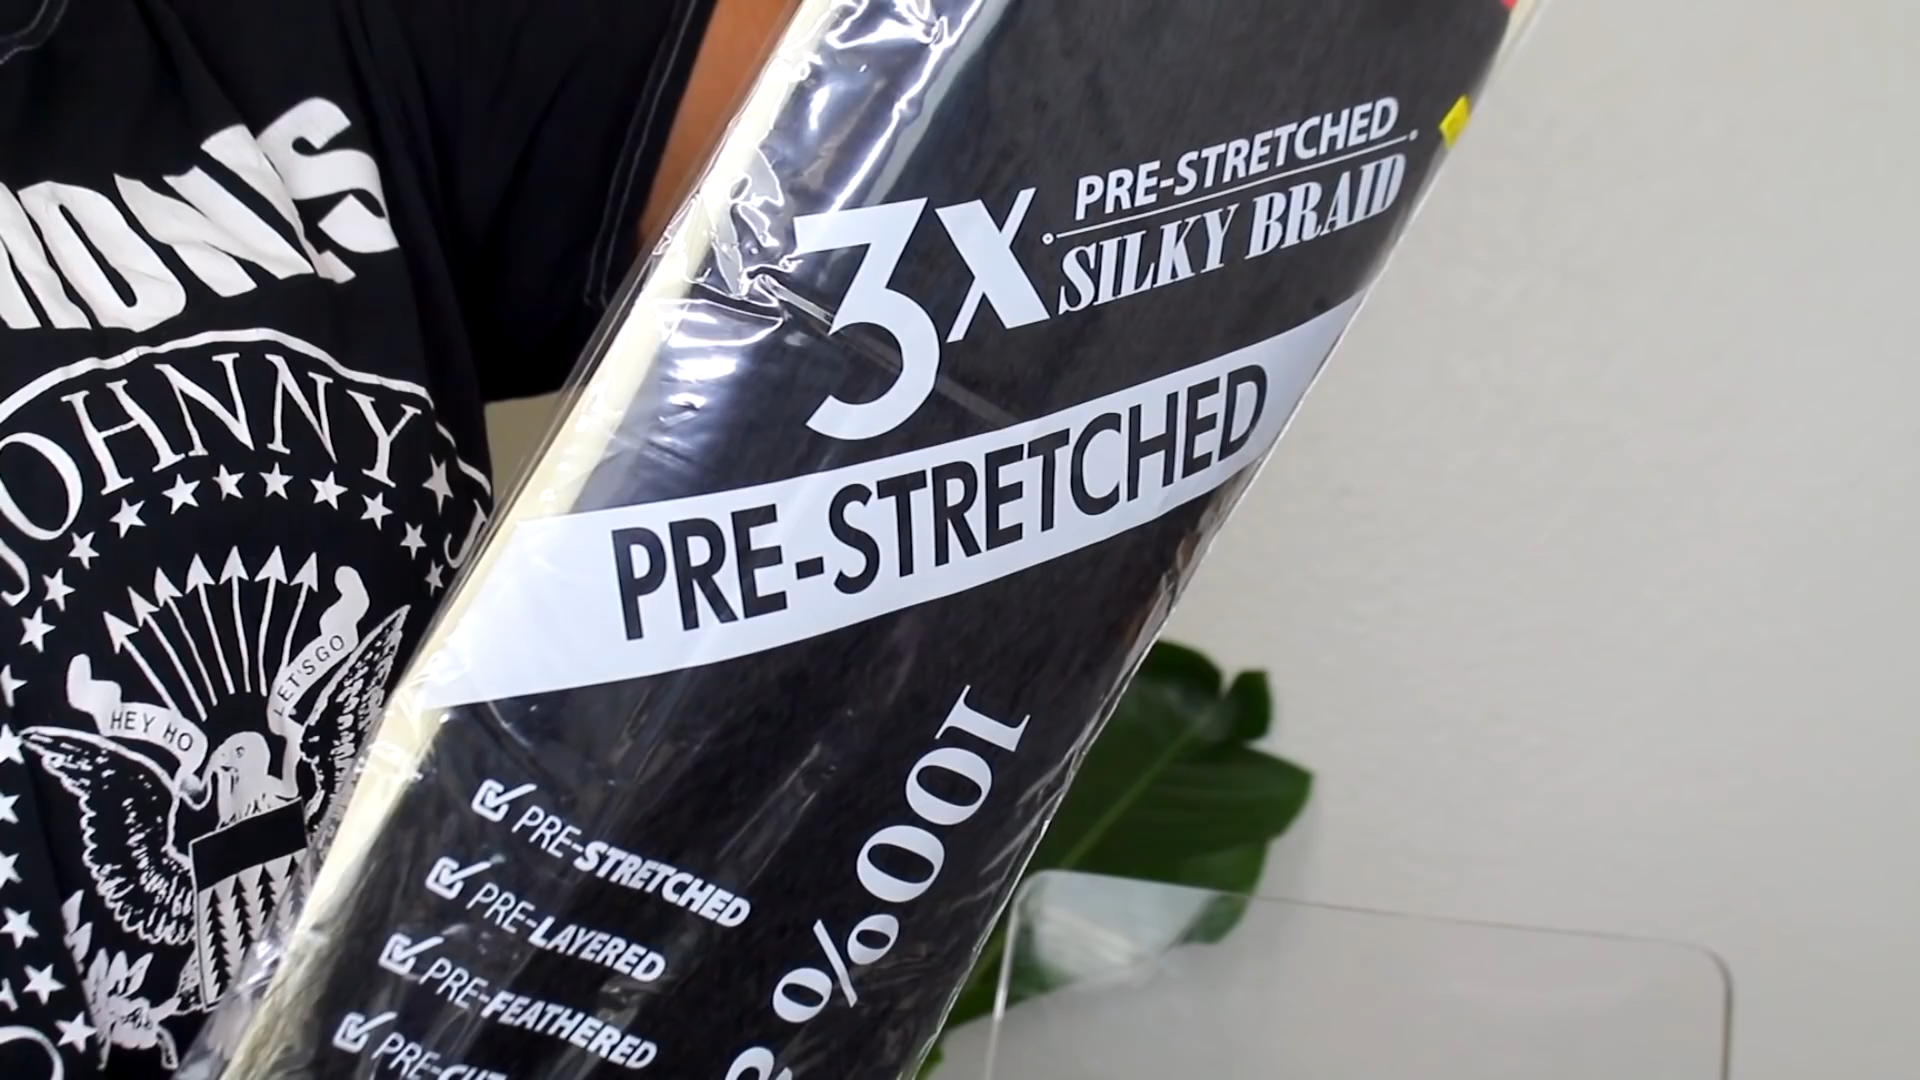 JOHNNY
HEY HO
LET'S GO
3X
PRE-STRETCHED
SILKY BRAID
PRE-STRETCHED
100%
PRE-STRETCHED
PRE-LAYERED
PRE-FEATHERED